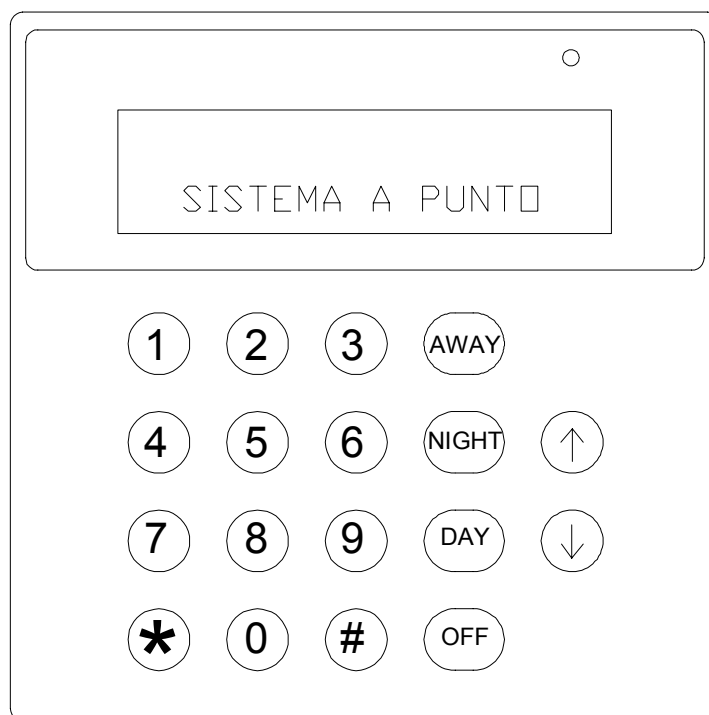 SISTEMA A PUNTO
1 2 3 AWAY
4 5 6 NIGHT ↑
7 8 9 DAY ↓
* 0 # OFF